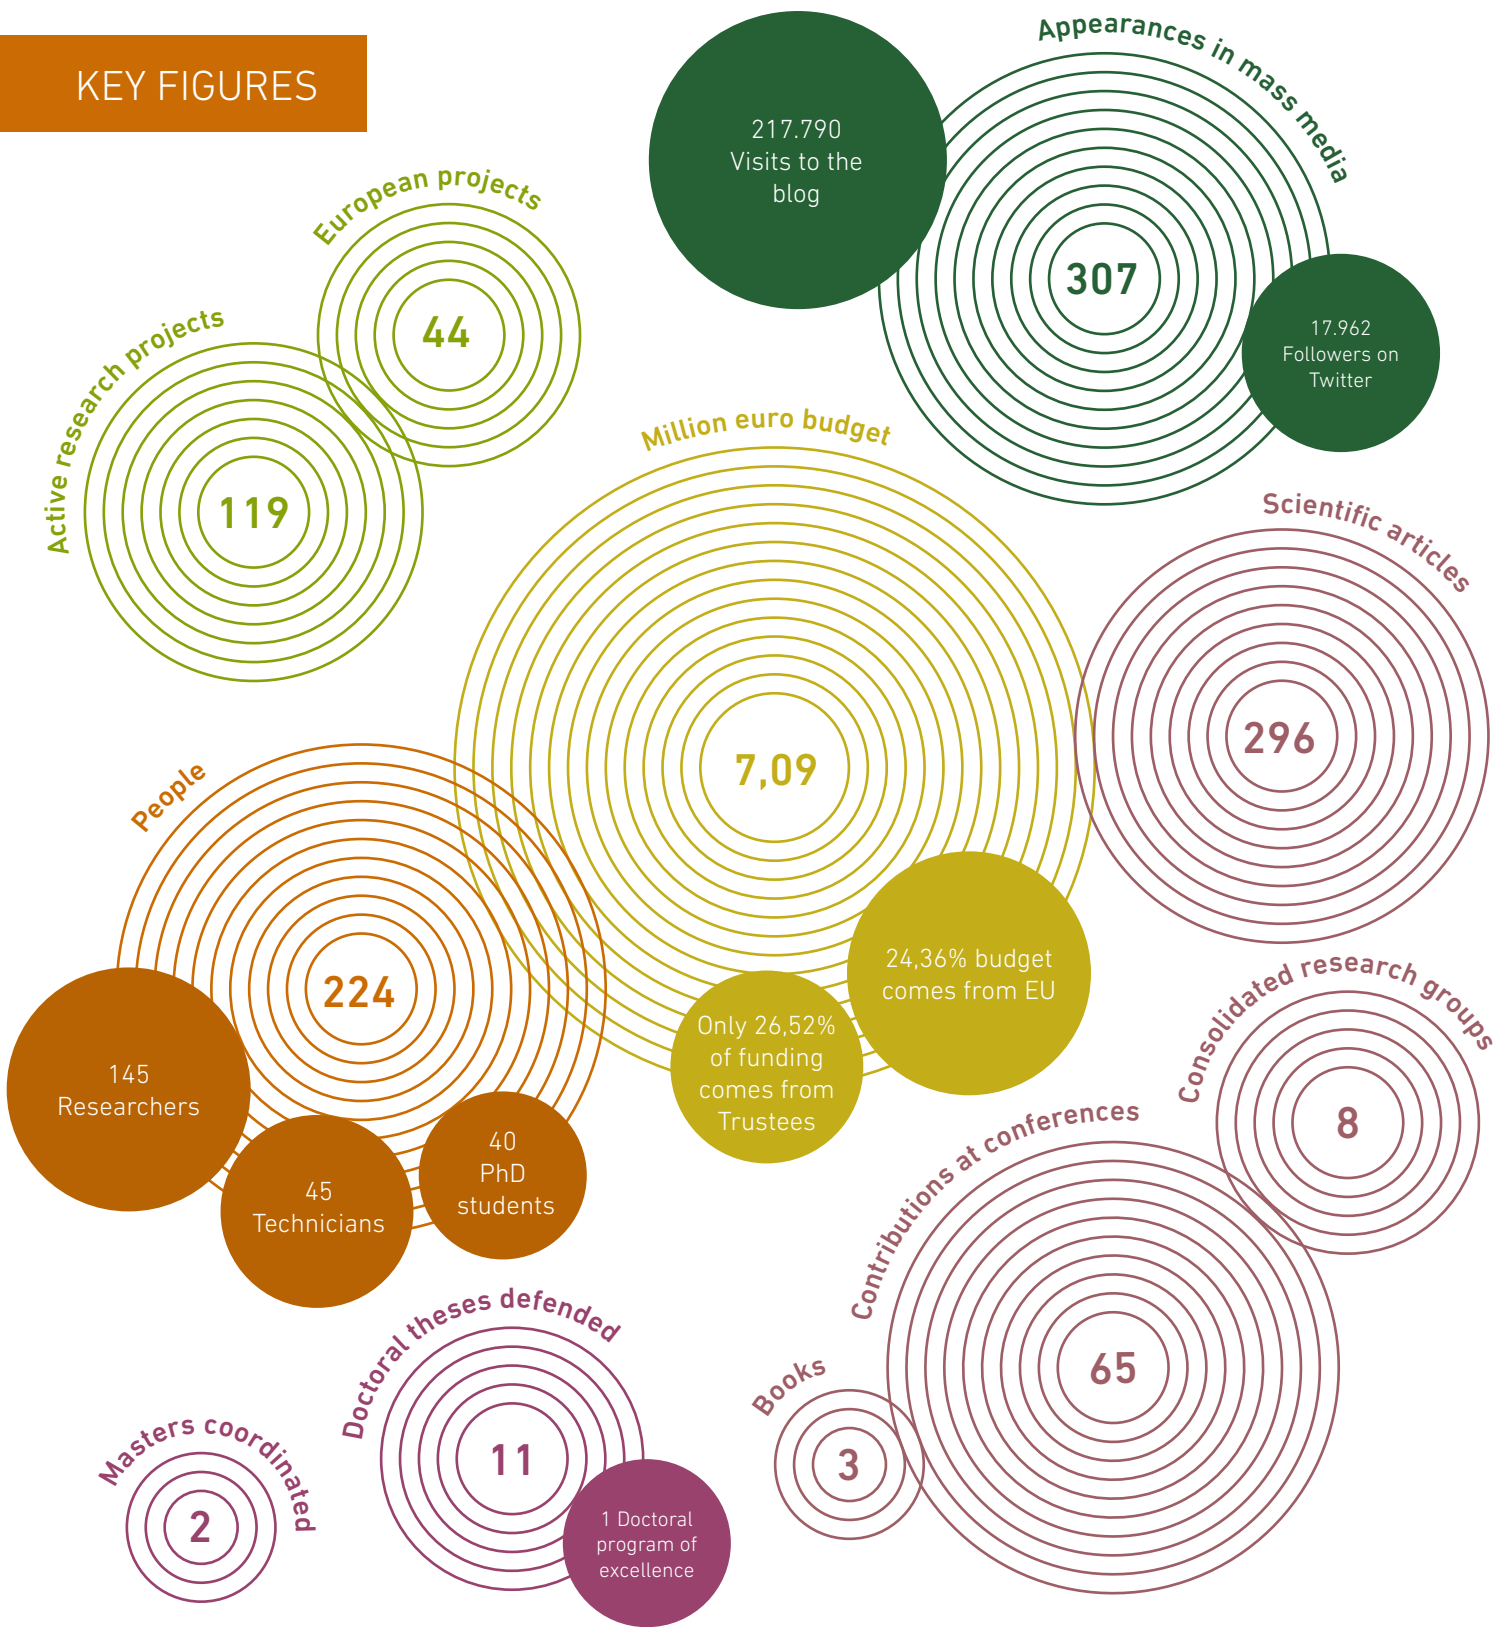 KEY FIGURES
Appearances in mass media
307
217.790
Visits to the
blog
17.962
Followers on
Twitter
European projects
44
Active research projects
119
Million euro budget
7,09
24,36% budget
comes from EU
Only 26,52%
of funding
comes from
Trustees
Scientific articles
296
People
224
145
Researchers
45
Technicians
40
PhD
students
Consolidated research groups
8
Contributions at conferences
65
Books
3
Doctoral theses defended
11
1 Doctoral
program of
excellence
Masters coordinated
2